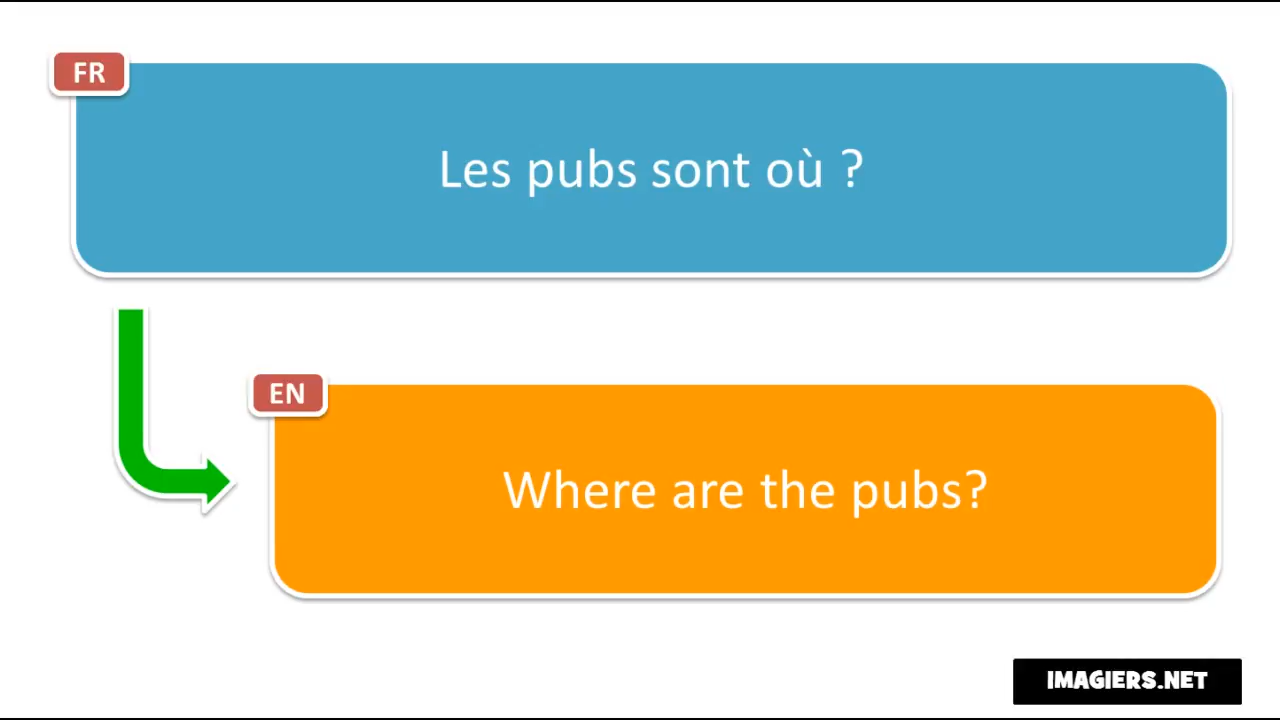 FR
Les pubs sont où ?
EN
Where are the pubs?
IMAGIERS.NET